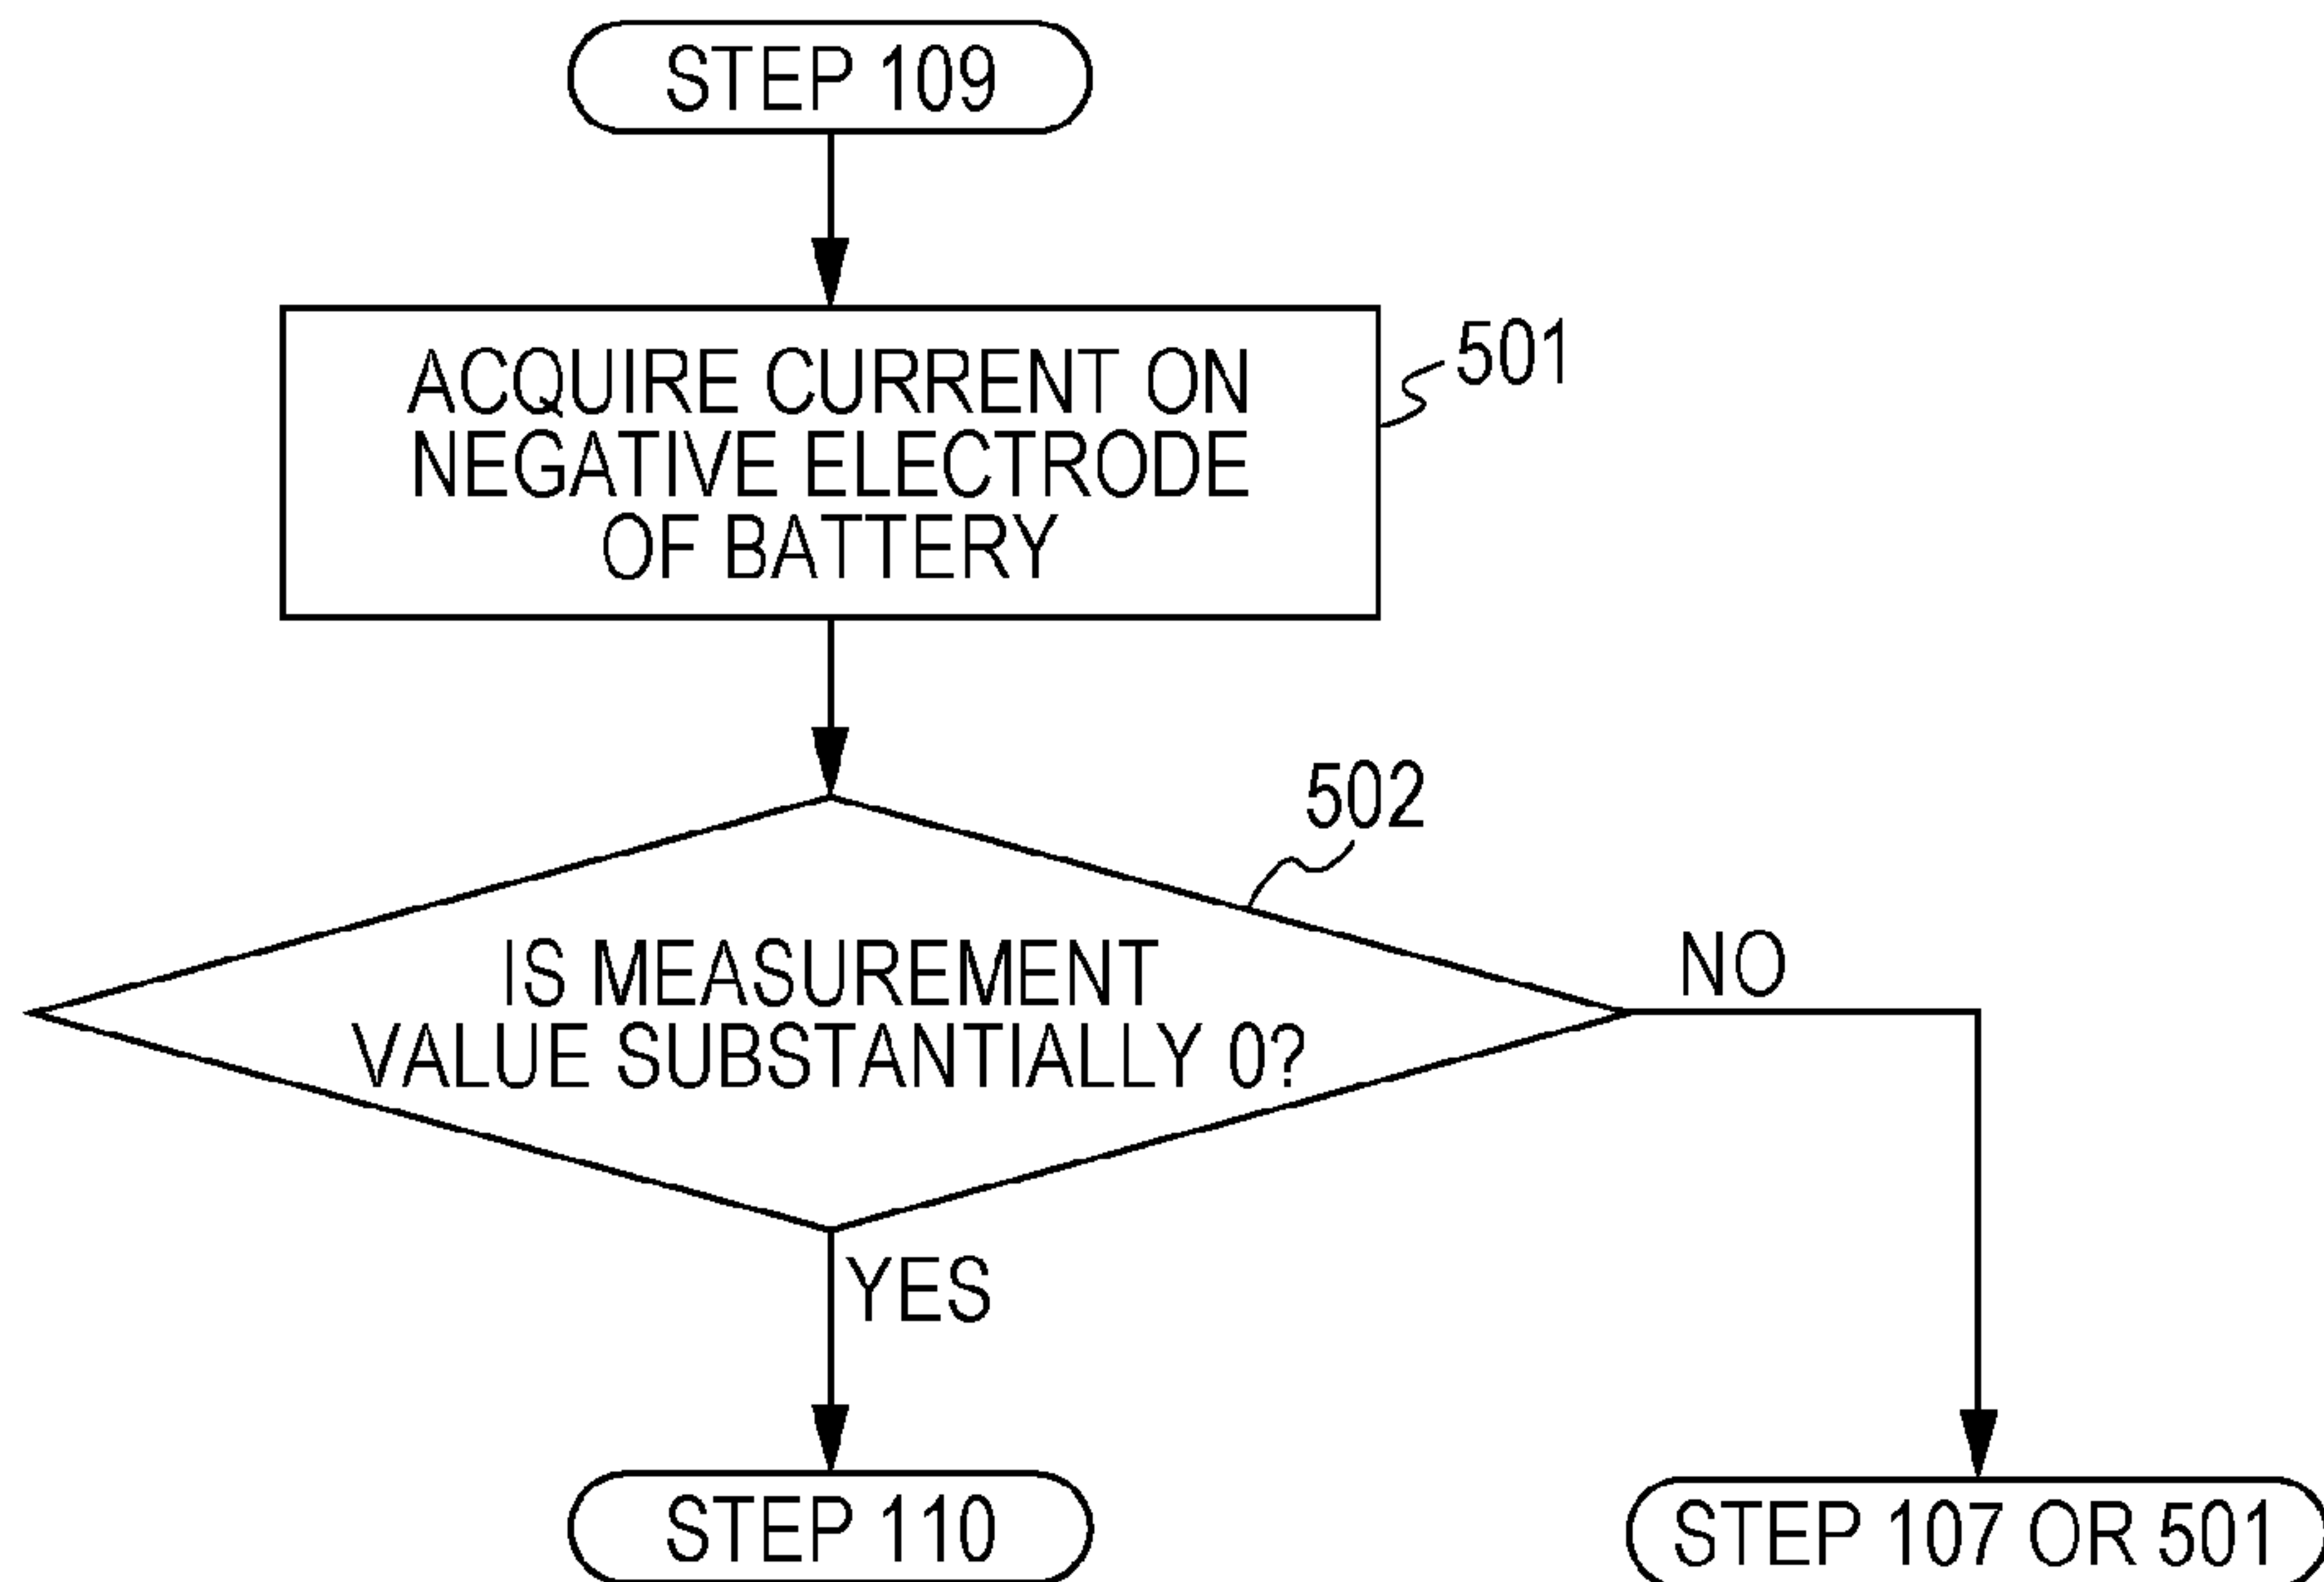 STEP 109
ACQUIRE CURRENT ON
NEGATIVE ELECTRODE
OF BATTERY
501
502
IS MEASUREMENT
VALUE SUBSTANTIALLY 0?
NO
YES
STEP 110
STEP 107 OR 501